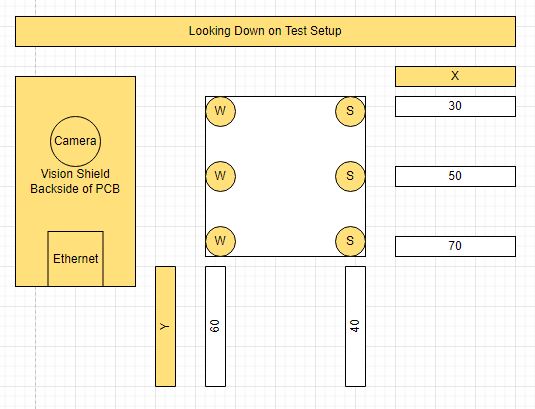 Looking Down on Test Setup
X
W
S
30
Camera
Vision Shield
Backside of PCB
W
S
50
W
S
70
Ethernet
Y
60
40